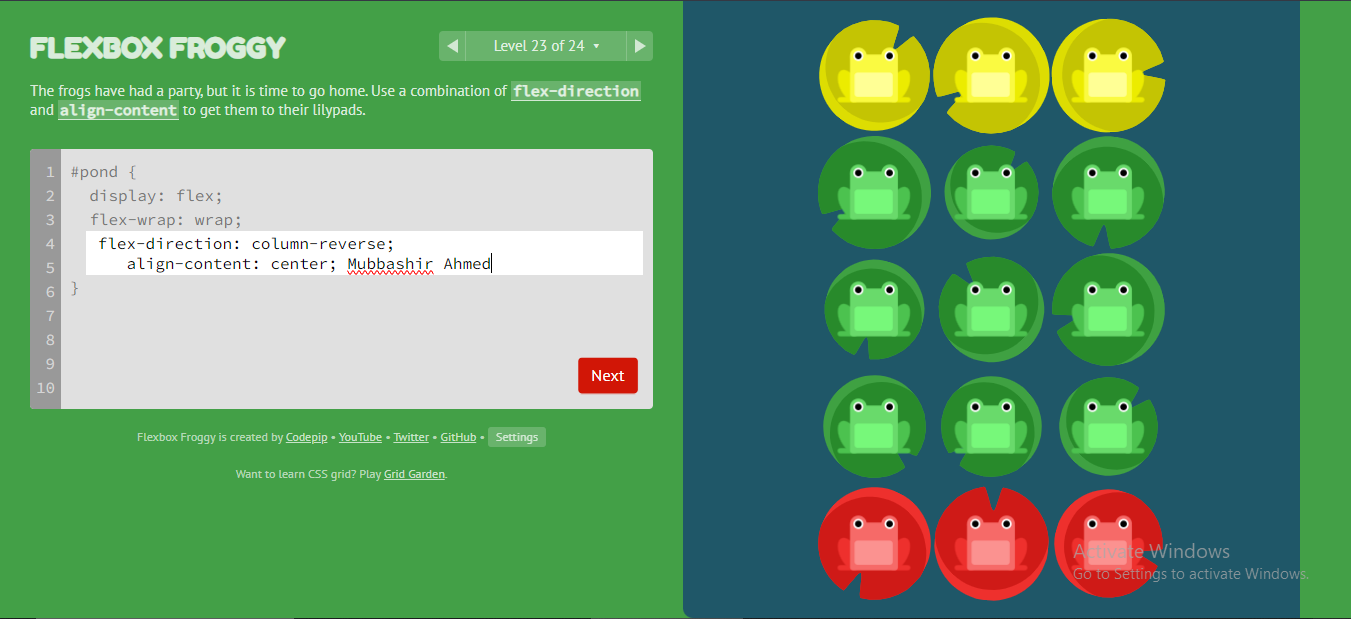 FLEXBOX FROGGY
Level 23 of 24
The frogs have had a party, but it is time to go home. Use a combination of flex-direction
and align-content to get them to their lilypads.
1 #pond {
2 display: flex;
3 flex-wrap: wrap;
4 flex-direction: column-reverse;
5 align-content: center; Mubbashir Ahmed
6 }
7
8
9
10
Next
Flexbox Froggy is created by Codepip • YouTube • Twitter • GitHub • Settings
Want to learn CSS grid? Play Grid Garden.
Activate Windows
Go to Settings to activate Windows.